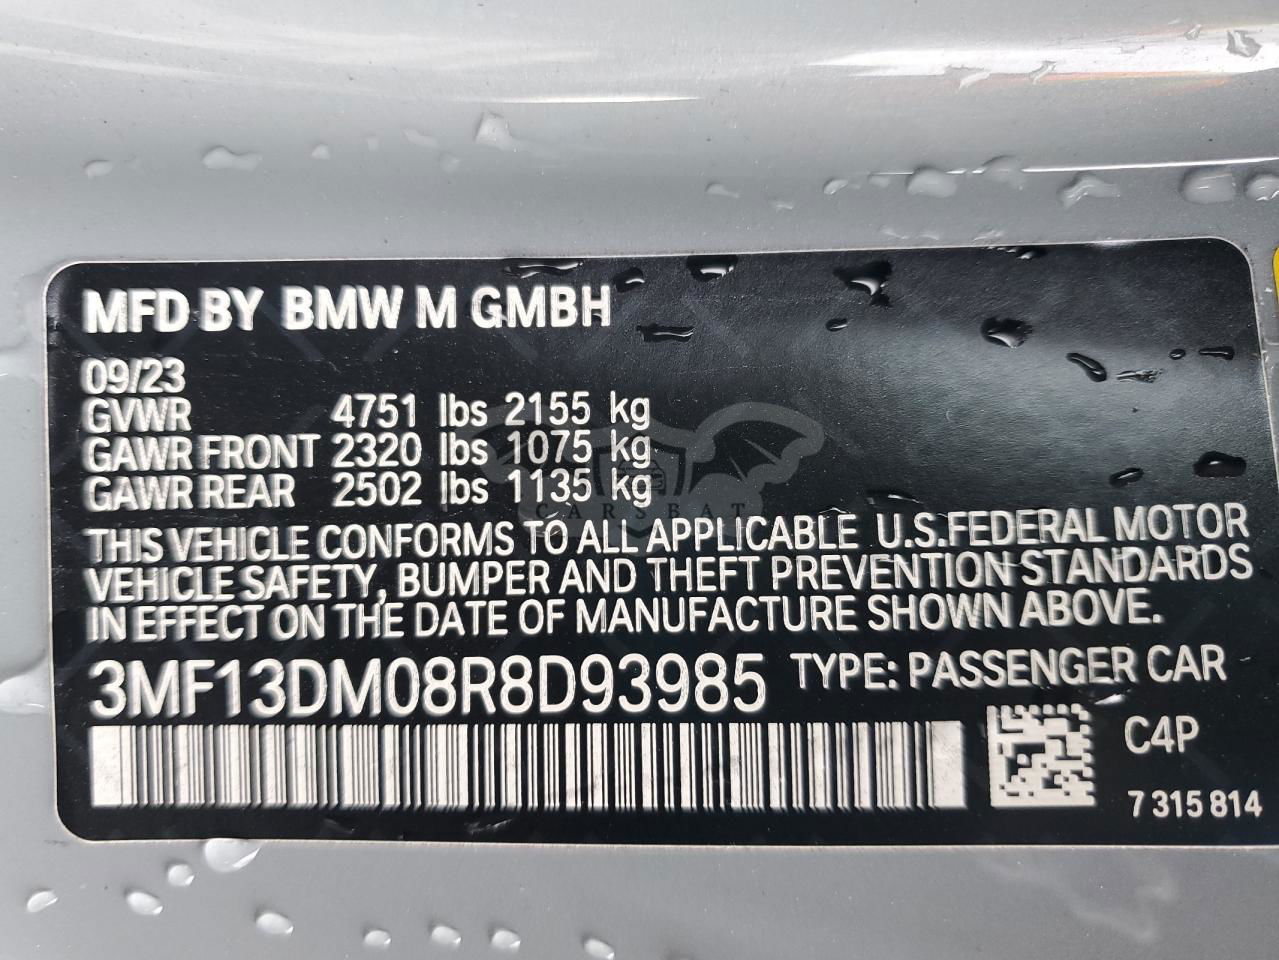 MFD BY BMW M GMBH
09/23
GVWR 4751 lbs 2155 kg
GAWR FRONT 2320 lbs 1075 kg
GAWR REAR 2502 lbs 1135 kg
CARSBAT
THIS VEHICLE CONFORMS TO ALL APPLICABLE U.S.FEDERAL MOTOR
VEHICLE SAFETY, BUMPER AND THEFT PREVENTION STANDARDS
IN EFFECT ON THE DATE OF MANUFACTURE SHOWN ABOVE.
3MF13DM08R8D93985 TYPE: PASSENGER CAR
C4P
7 315 814